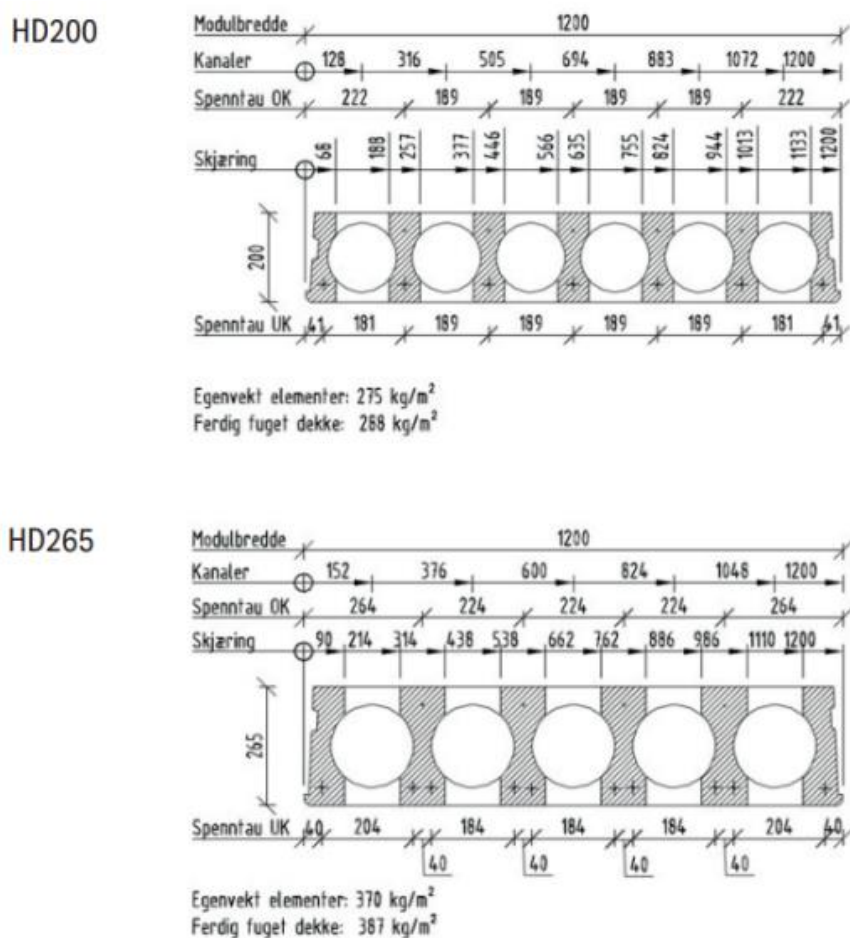 HD200
Modulbredde 1200
Kanaler 128 316 505 694 883 1072 1200
Spenntau OK 222 189 189 189 189 222
Skjæring 68 188 257 377 446 566 635 755 824 944 1013 1133 1200
200
Spenntau UK 41 181 189 189 189 189 181 41
Egenvekt elementer: 275 kg/m²
Ferdig fuget dekke: 288 kg/m²
HD265
Modulbredde 1200
Kanaler 152 376 600 824 1048 1200
Spenntau OK 264 224 224 224 264
Skjæring 90 214 314 438 538 662 762 886 986 1110 1200
265
Spenntau UK 40 204 184 184 184 204 40
40 40 40 40
Egenvekt elementer: 370 kg/m²
Ferdig fuget dekke: 387 kg/m²